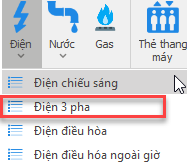 Điện
Nước
Gas
Thẻ thang máy
Điện chiếu sáng
Điện 3 pha
Điện điều hòa
Điện điều hòa ngoài giờ